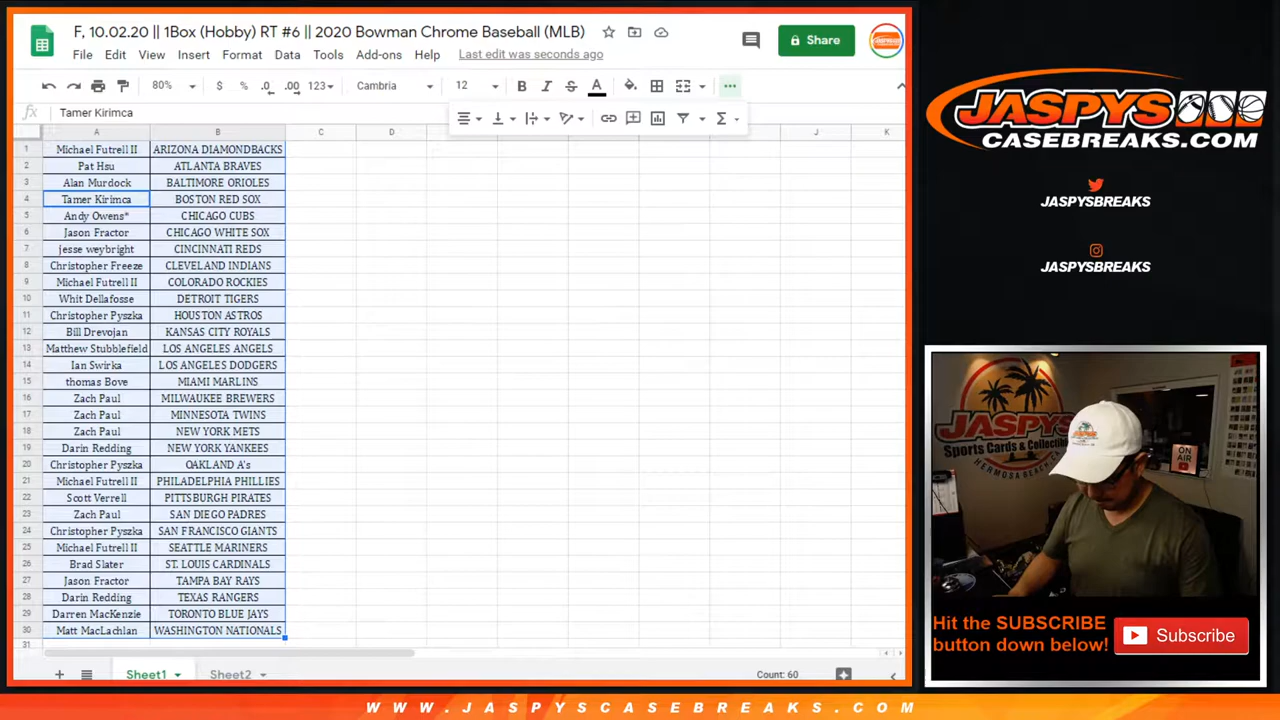 F, 10.02.20 || 1Box (Hobby) RT #6 || 2020 Bowman Chrome Baseball (MLB)
Share
File Edit View Insert Format Data Tools Add-ons Help Last edit was seconds ago
80% $ % .0 .00 123 Cambria 12 B I S A
fx Tamer Kirimca
A B C D J K
1 Michael Futrell II ARIZONA DIAMONDBACKS
2 Pat Hsu ATLANTA BRAVES
3 Alan Murdock BALTIMORE ORIOLES
4 Tamer Kirimca BOSTON RED SOX
5 Andy Owens* CHICAGO CUBS
6 Jason Fractor CHICAGO WHITE SOX
7 jesse weybright CINCINNATI REDS
8 Christopher Freeze CLEVELAND INDIANS
9 Michael Futrell II COLORADO ROCKIES
10 Whit Dellafosse DETROIT TIGERS
11 Christopher Pyszka HOUSTON ASTROS
12 Bill Drevojan KANSAS CITY ROYALS
13 Matthew Stubblefield LOS ANGELES ANGELS
14 Ian Swirka LOS ANGELES DODGERS
15 thomas Bove MIAMI MARLINS
16 Zach Paul MILWAUKEE BREWERS
17 Zach Paul MINNESOTA TWINS
18 Zach Paul NEW YORK METS
19 Darin Redding NEW YORK YANKEES
20 Christopher Pyszka OAKLAND A's
21 Michael Futrell II PHILADELPHIA PHILLIES
22 Scott Verrell PITTSBURGH PIRATES
23 Zach Paul SAN DIEGO PADRES
24 Christopher Pyszka SAN FRANCISCO GIANTS
25 Michael Futrell II SEATTLE MARINERS
26 Brad Slater ST. LOUIS CARDINALS
27 Jason Fractor TAMPA BAY RAYS
28 Darin Redding TEXAS RANGERS
29 Darren MacKenzie TORONTO BLUE JAYS
30 Matt MacLachlan WASHINGTON NATIONALS
31
Sheet1 Sheet2 Count: 60
JASPYS
CASEBREAKS.COM
JASPYSBREAKS
JASPYSBREAKS
JASPYS
Sports Cards & Collectibles
HERMOSA BEACH, CA
ON
AIR
Hit the SUBSCRIBE
button down below!
Subscribe
WWW.JASPYSCASEBREAKS.COM